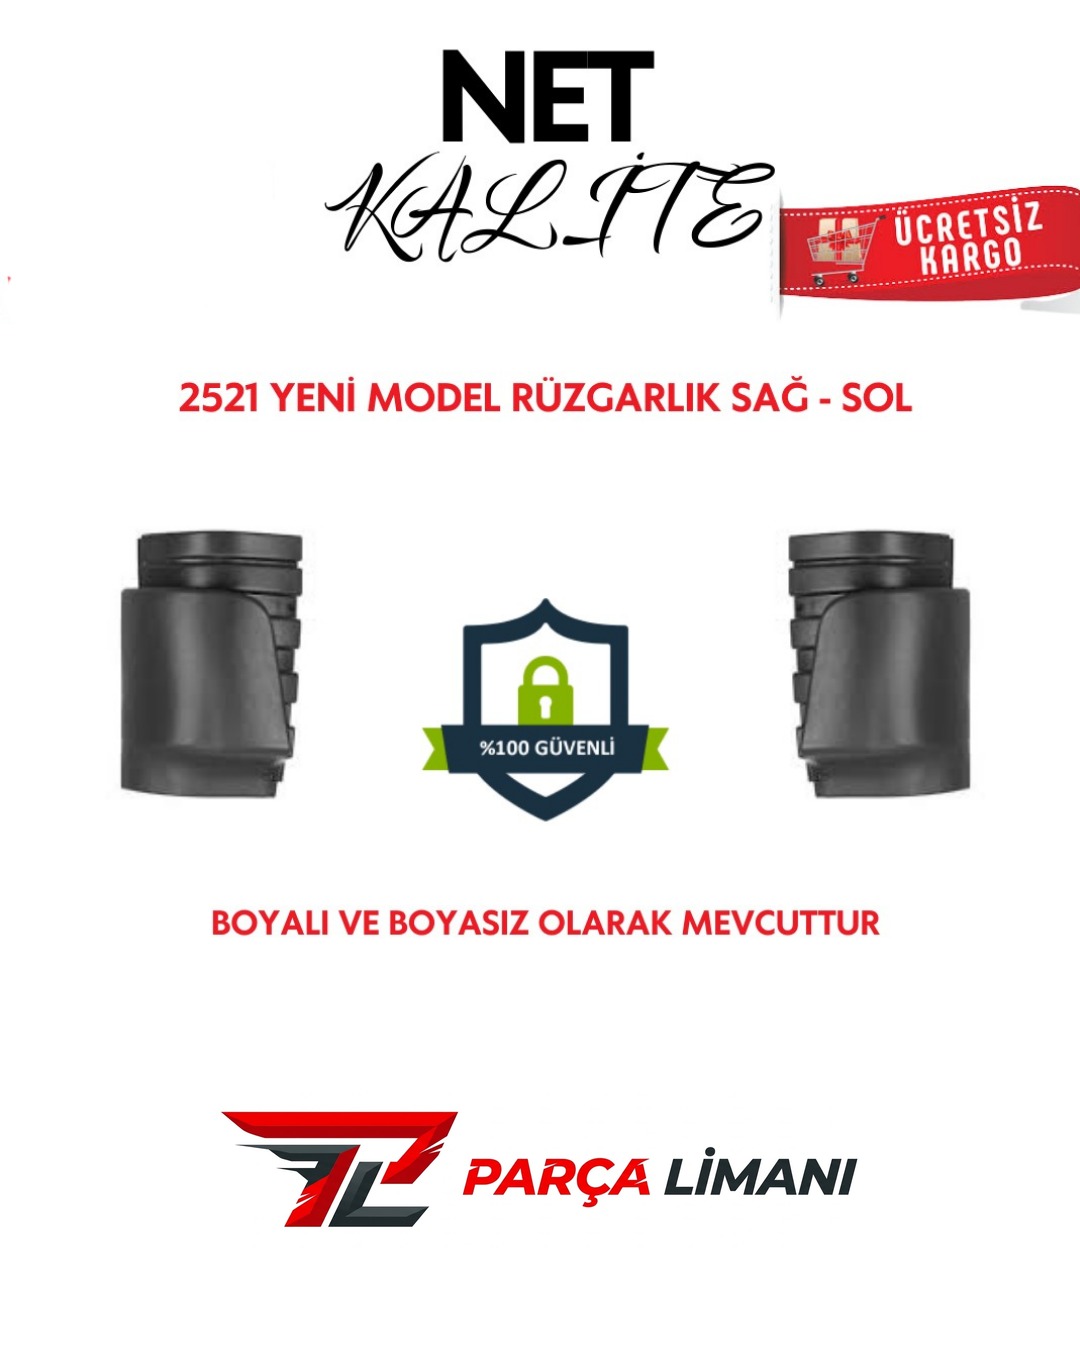 NET
KALİTE
ÜCRETSİZ
KARGO
2521 YENİ MODEL RÜZGARLIK SAĞ - SOL
%100 GÜVENLİ
BOYALI VE BOYASIZ OLARAK MEVCUTTUR
PARÇA LİMANI